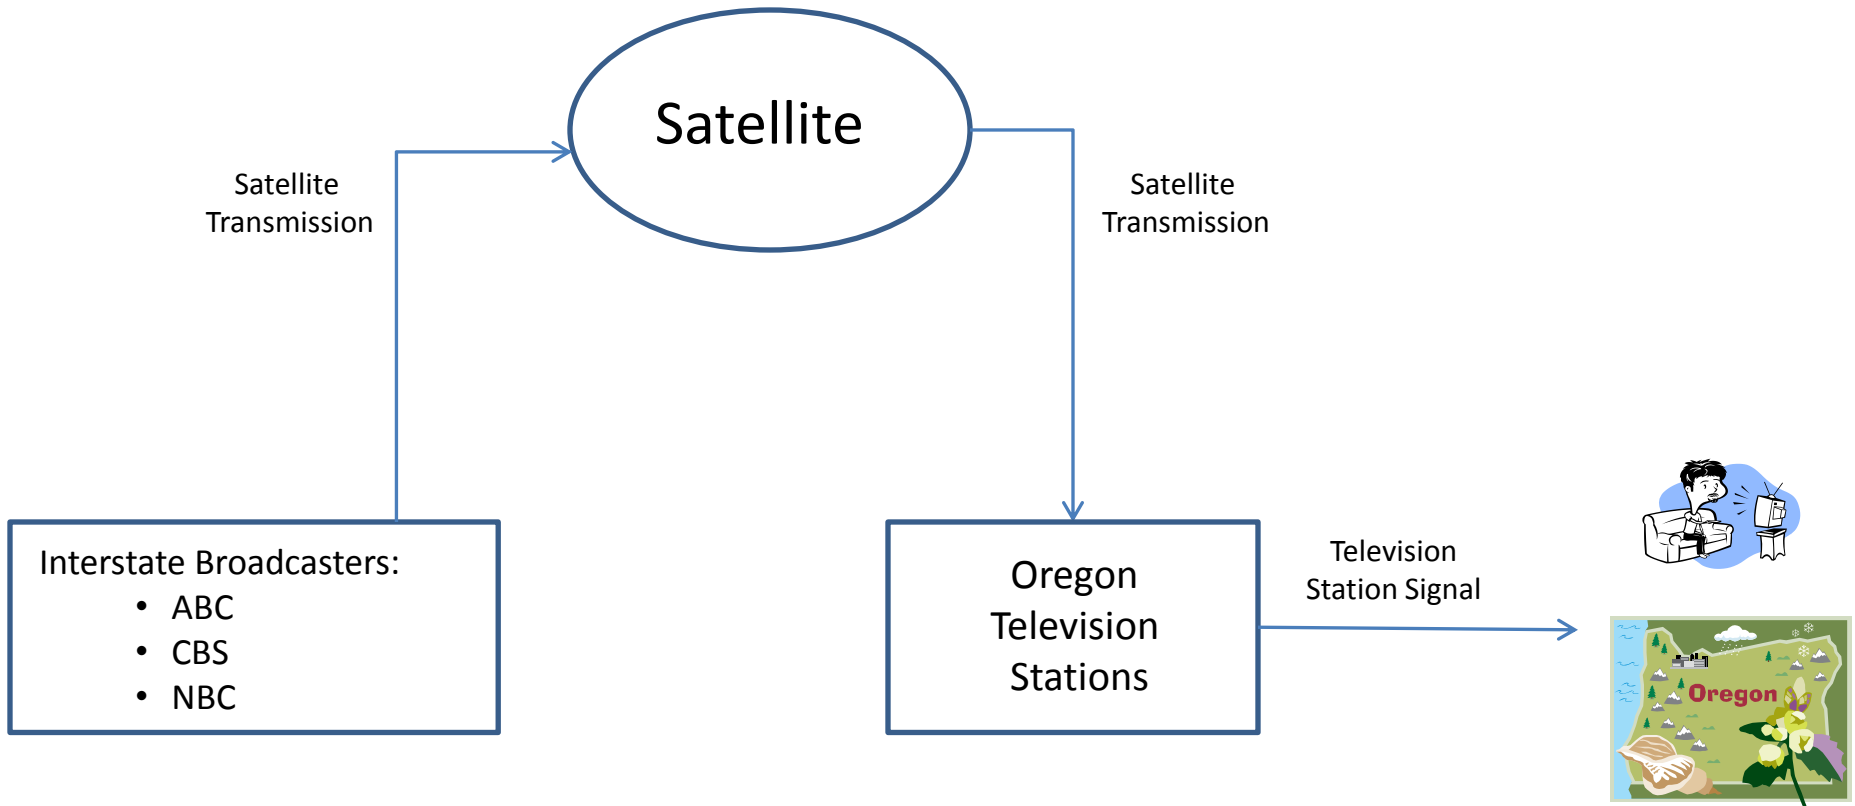 Satellite
Satellite
Transmission
Satellite
Transmission
Interstate Broadcasters:
• ABC
• CBS
• NBC
Oregon
Television
Stations
Television
Station Signal
Oregon